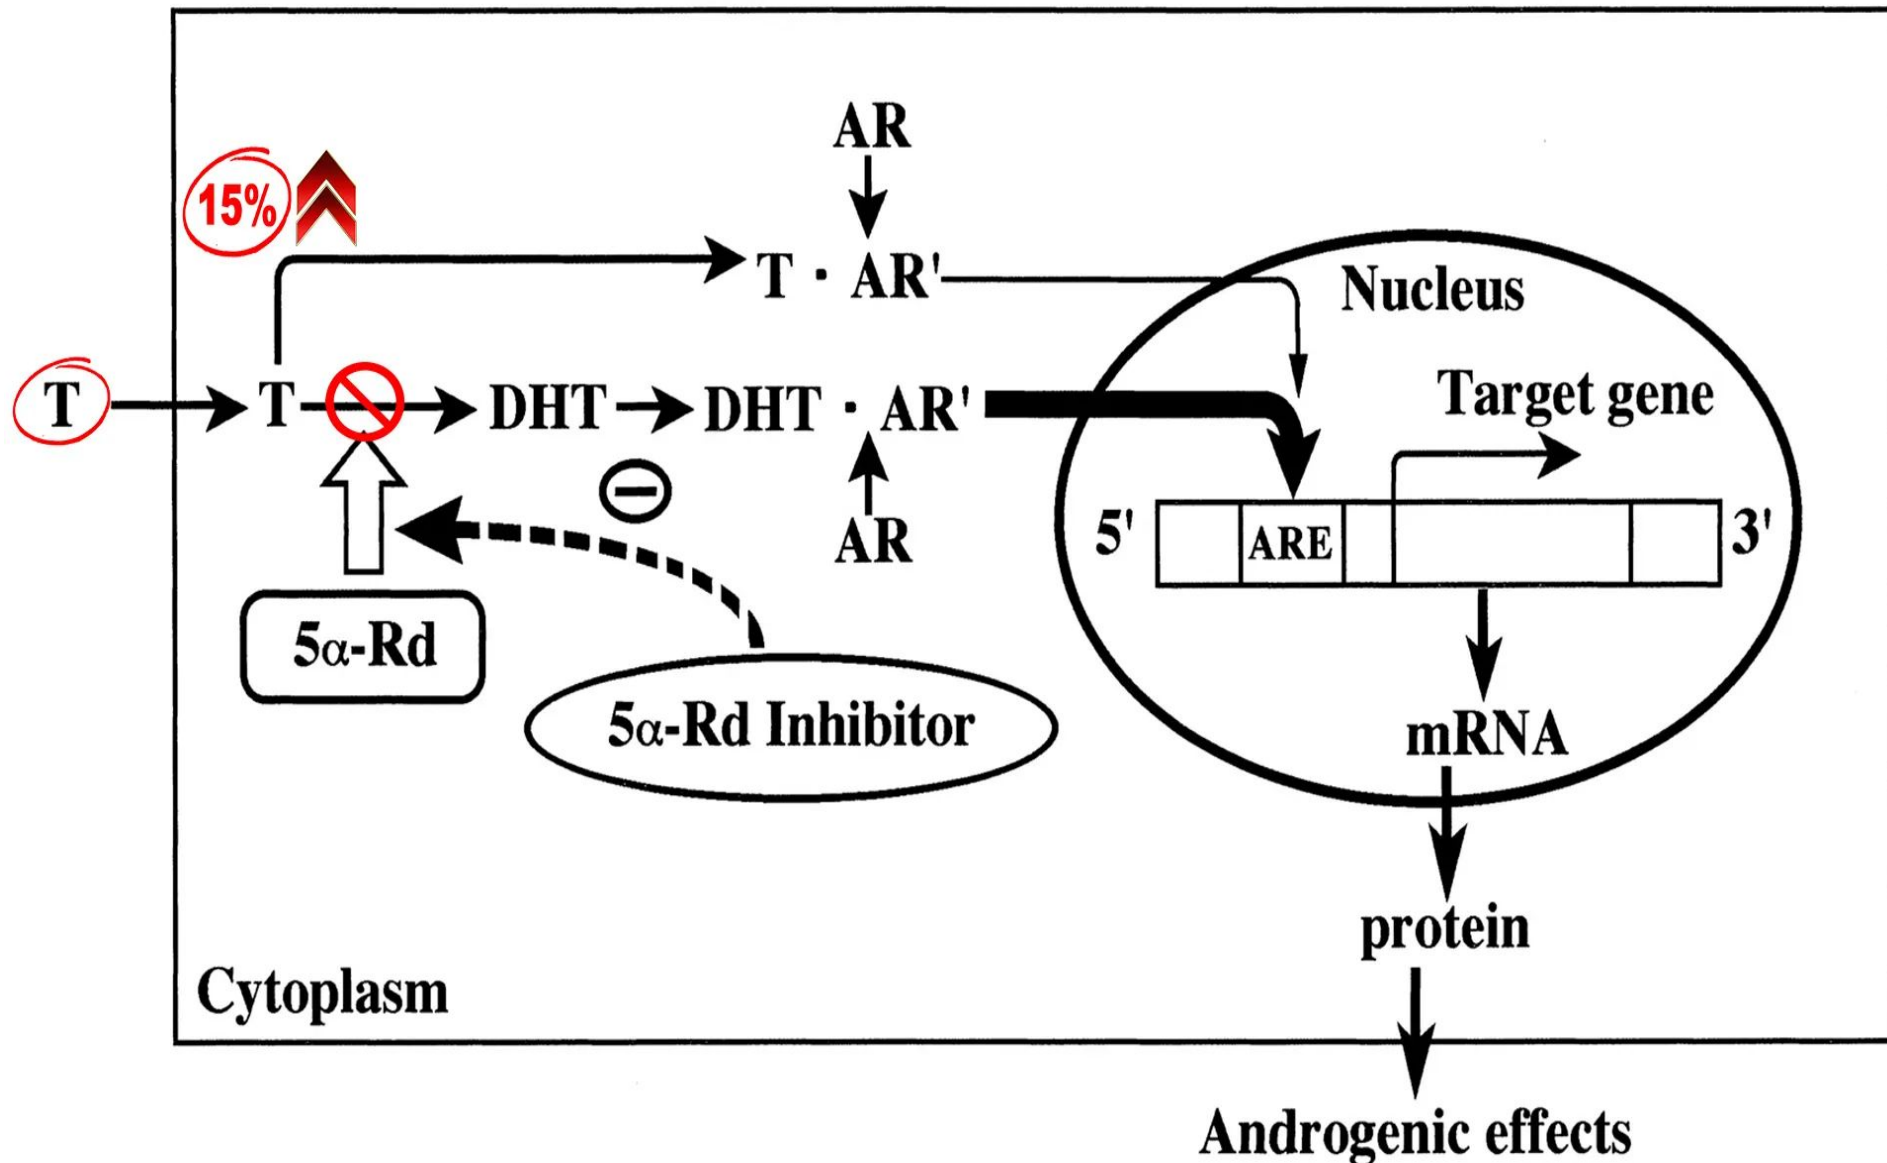 AR
15%
T · AR'
Nucleus
T
T
DHT
DHT · AR'
Target gene
AR
5'
ARE
3'
5α-Rd
5α-Rd Inhibitor
mRNA
protein
Cytoplasm
Androgenic effects